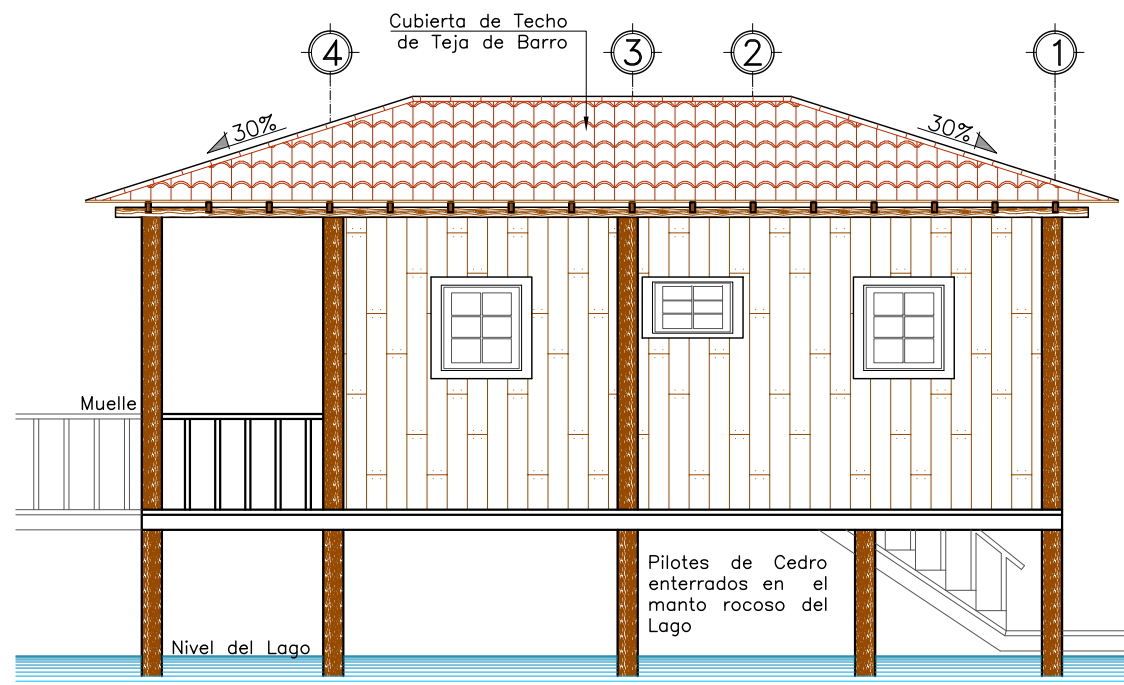 Cubierta de Techo
de Teja de Barro
4
3
2
1
30%
30%
Muelle
Pilotes de Cedro
enterrados en el
manto rocoso del
Lago
Nivel del Lago